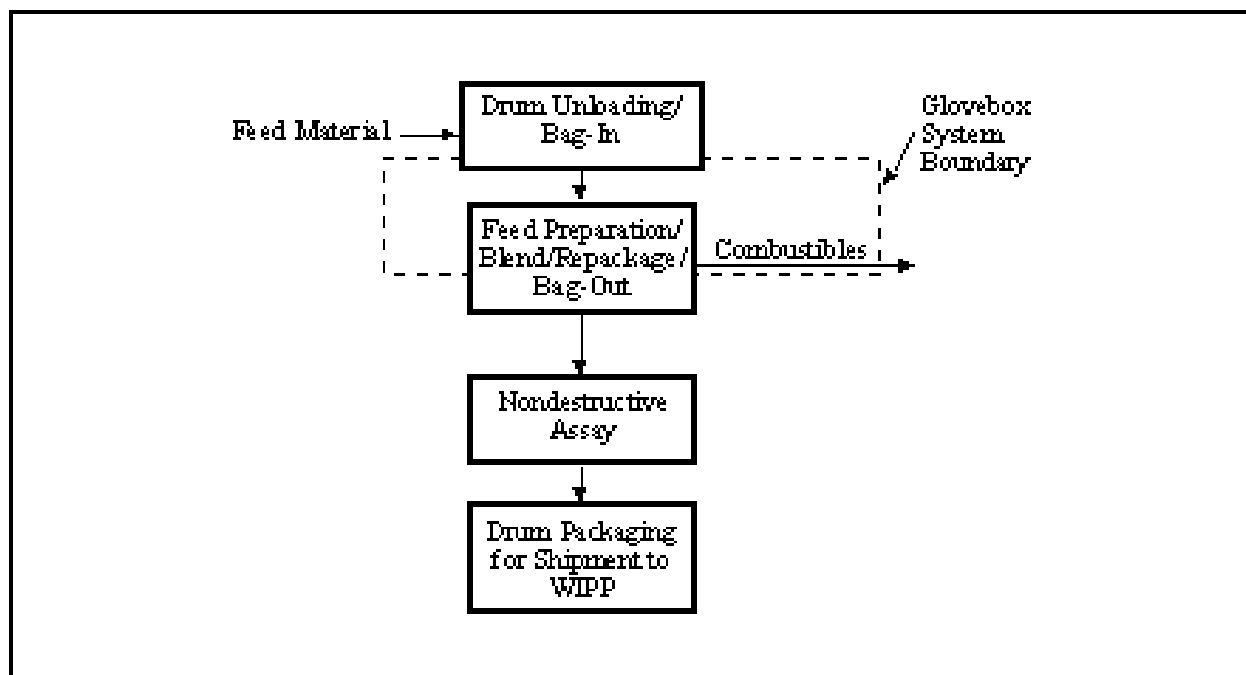 Drum Unloading/
Bag-In
Feed Material
Glovebox
System
Boundary
Feed Preparation/
Blend/Repackage/
Bag-Out
Combustibles
Nondestructive
Assay
Drum Packaging
for Shipment to
WIPP